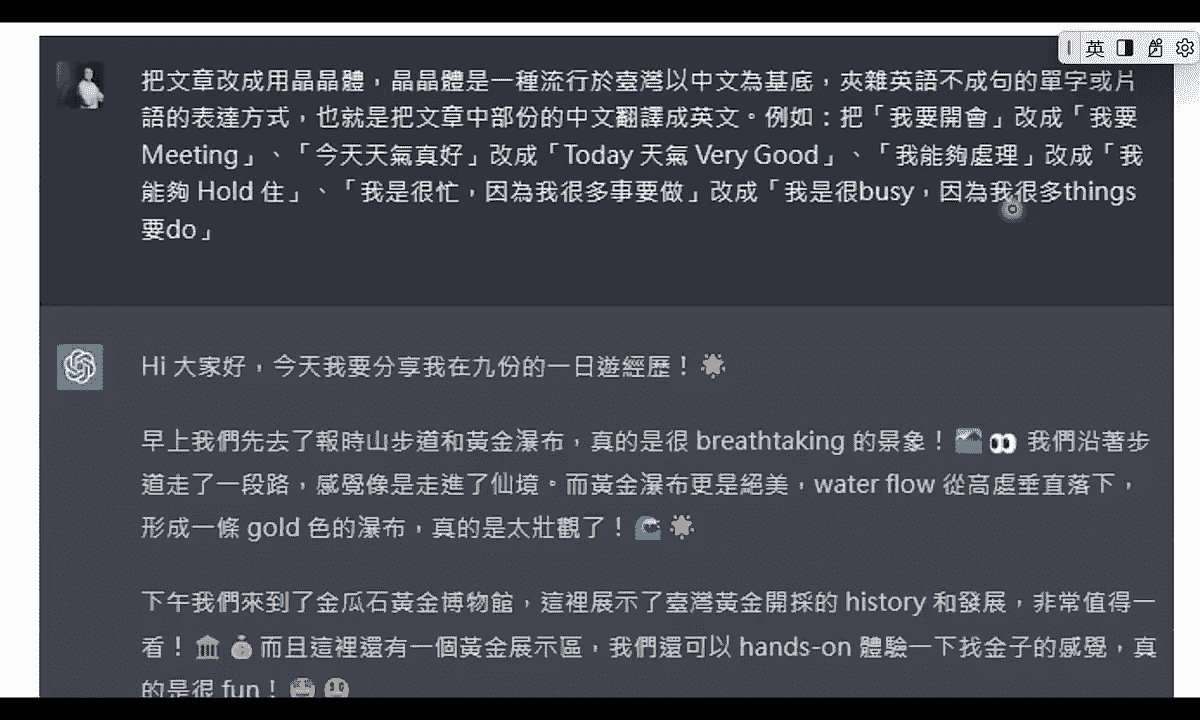 英
把文章改成用晶晶體，晶晶體是一種流行於臺灣以中文為基底，夾雜英語不成句的單字或片
語的表達方式，也就是把文章中部份的中文翻譯成英文。例如：把「我要開會」改成「我要
Meeting」、「今天天氣真好」改成「Today 天氣 Very Good」、「我能夠處理」改成「我
能夠 Hold 住」、「我是很忙，因為我很多事要做」改成「我是很busy，因為我很多things
要do」
Hi 大家好，今天我要分享我在九份的一日遊經歷！🌟
早上我們先去了報時山步道和黃金瀑布，真的是很 breathtaking 的景象！🌄👀 我們沿著步
道走了一段路，感覺像是走進了仙境。而黃金瀑布更是絕美，water flow 從高處垂直落下，
形成一條 gold 色的瀑布，真的是太壯觀了！🌊🌟
下午我們來到了金瓜石黃金博物館，這裡展示了臺灣黃金開採的 history 和發展，非常值得一
看！🏛️💰 而且這裡還有一個黃金展示區，我們還可以 hands-on 體驗一下找金子的感覺，真
的是很 fun！